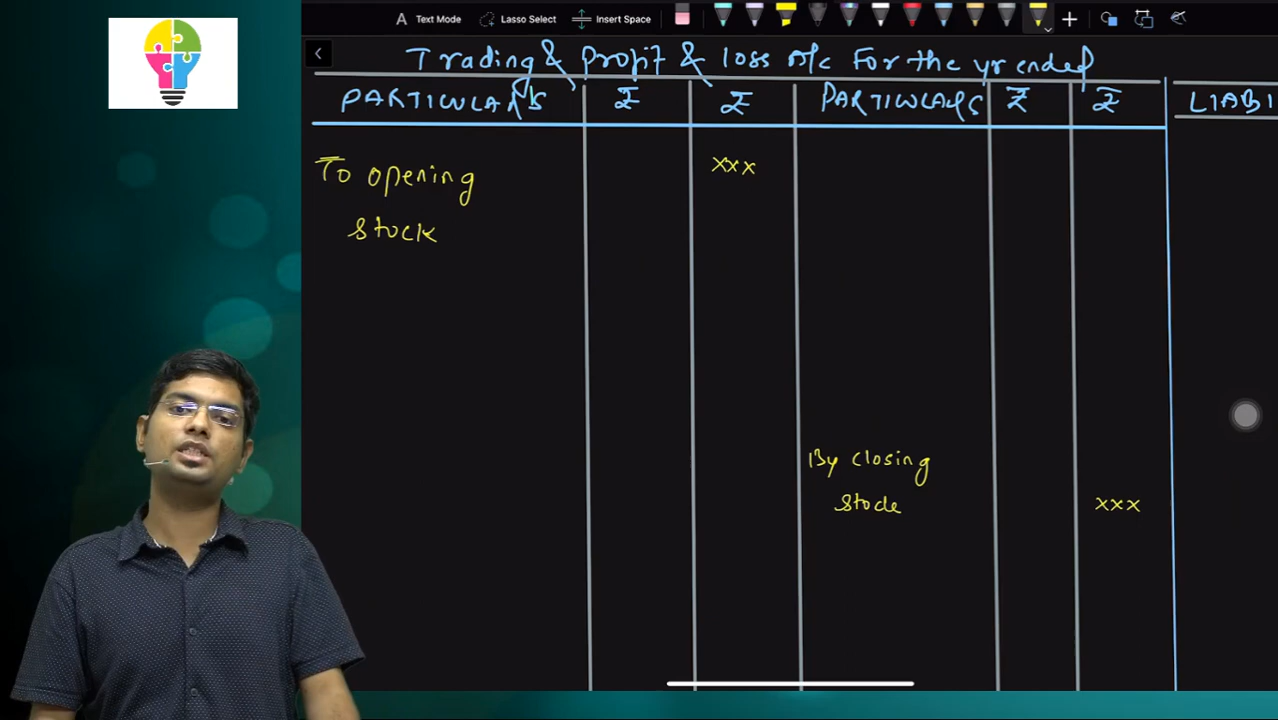 Text Mode
Lasso Select
Insert Space
Trading & Profit & loss a/c For the yr ended
PARTICULARS ₹ ₹ PARTICULARS ₹ ₹ LIABI
To opening xxx
stock
By closing
stock xxx